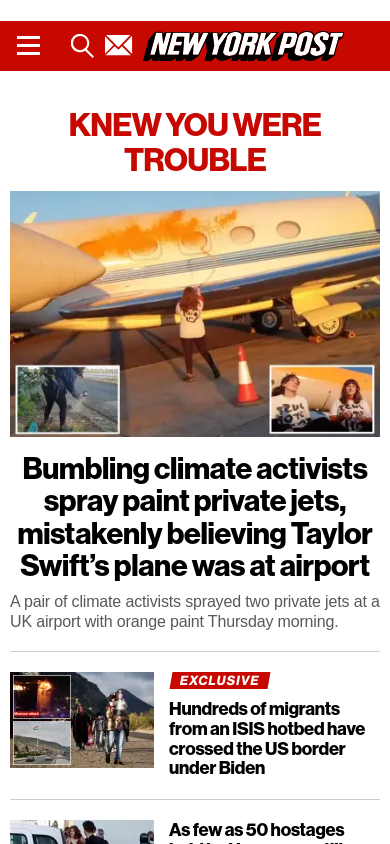 NEW YORK POST
KNEW YOU WERE
TROUBLE
Bumbling climate activists
spray paint private jets,
mistakenly believing Taylor
Swift’s plane was at airport
A pair of climate activists sprayed two private jets at a
UK airport with orange paint Thursday morning.
EXCLUSIVE
Hundreds of migrants
from an ISIS hotbed have
crossed the US border
under Biden
As few as 50 hostages